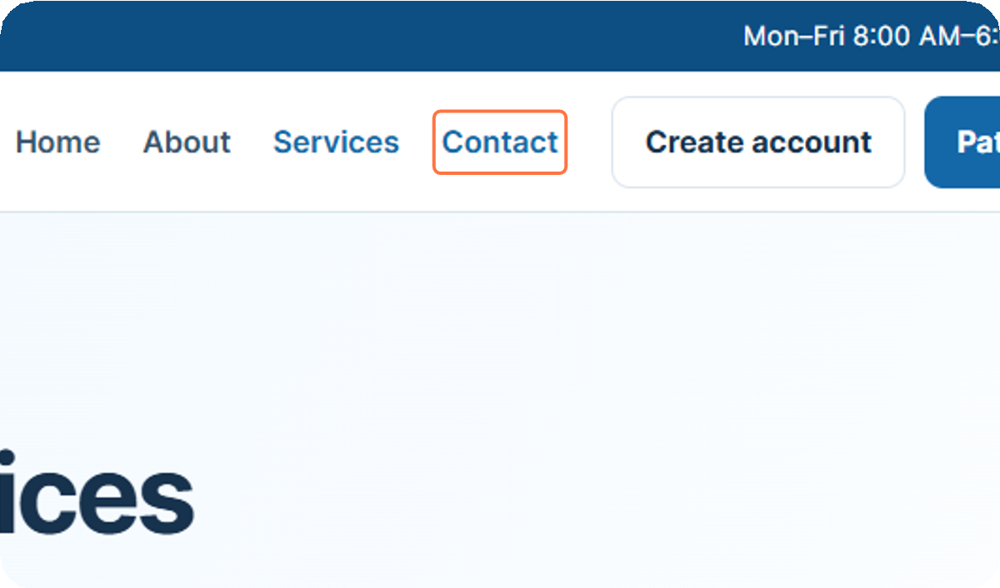 Mon–Fri 8:00 AM–6:
Home About Services Contact Create account Pat
ices